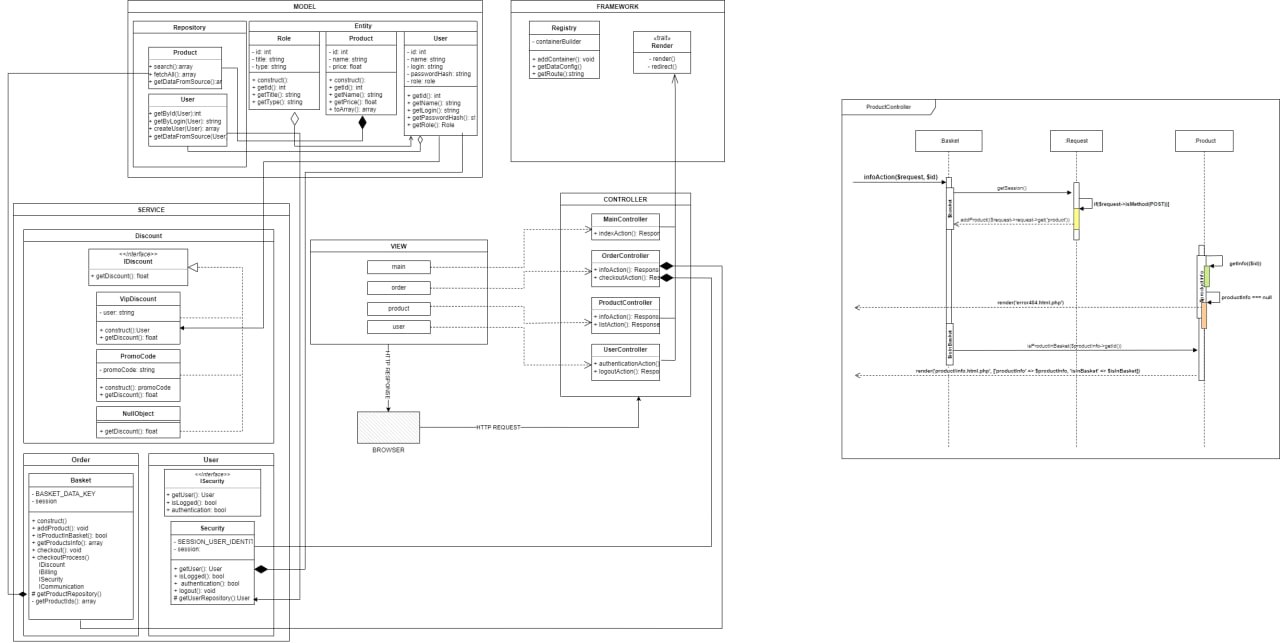 MODEL
Repository
Product
+ search():array
+ fetchAll(): array
+ getDataFromSource():ar
User
+ getById(User):int
+ getByLogin(User): string
+ createUser(User): array
+ getDataFromSource(User
Entity
Role
- id: int
- title: string
- type: string
+ construct():
+ getId(): int
+ getTitle(): string
+ getType(): string
Product
- id: int
- name: string
- price: float
+ construct():
+ getId(): int
+ getName(): string
+ getPrice(): float
+ toArray(): array
User
- id: int
- name: string
- login: string
- passwordHash: string
- role: role
+ getId(): int
+ getName(): string
+ getLogin(): string
+ getPasswordHash(): st
+ getRole(): Role
FRAMEWORK
Registry
- containerBuilder
+ addContainer(): void
+ getDataConfig()
+ getRoute():string
«trait»
Render
- render()
- redirect()
SERVICE
Discount
<<Interface>>
IDiscount
+ getDiscount(): float
VipDiscount
- user: string
+ construct():User
+ getDiscount(): float
PromoCode
- promoCode: string
+ construct(): promoCode
+ getDiscount(): float
NullObject
+ getDiscount(): float
Order
Basket
- BASKET_DATA_KEY
- session
+ construct()
+ addProduct(): void
+ isProductInBasket(): bool
+ getProductsInfo(): array
+ checkout(): void
+ checkoutProcess()
IDiscount
IBilling
ISecurity
ICommunication
# getProductRepository()
- getProductIds(): array
User
<<Interface>>
ISecurity
+ getUser(): User
+ isLogged(): bool
+ authentication: bool
Security
- SESSION_USER_IDENTIT
- session:
+ getUser(): User
+ isLogged(): bool
+ authentication(): bool
+ logout(): void
# getUserRepository():User
VIEW
main
order
product
user
HTTP RESPONSE
BROWSER
HTTP REQUEST
CONTROLLER
MainController
+ indexAction(): Respor
OrderController
+ infoAction(): Respons
+ checkoutAction(): Res
ProductController
+ infoAction(): Respons
+ listAction(): Response
UserController
+ authenticationAction()
+ logoutAction(): Respo
ProductController
Basket
Request
Product
infoAction($request, $id)
getSession()
$basket
if($request->isMethod(POST)){
addProduct($request->request->get('product')
getInfo($id)
$productInfo
productInfo === null
render('error404.html.php')
$isInBasket
isProductInBasket($productInfo->getId())
render('productInfo.html.php', ['productInfo' => $productInfo, 'isInBasket' => $isInBasket])